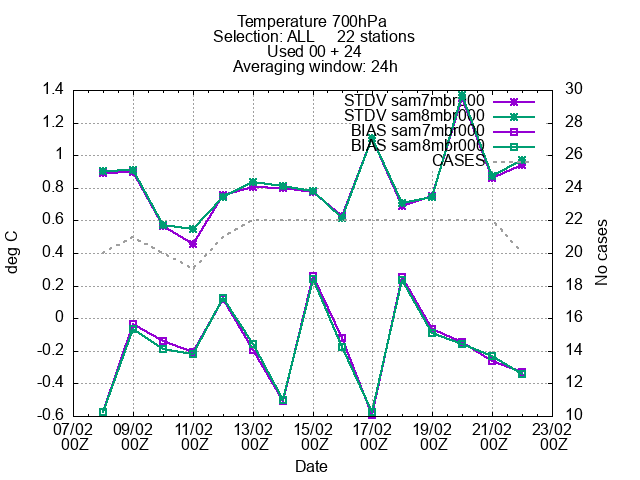 Temperature 700hPa
Selection: ALL 22 stations
Used 00 + 24
Averaging window: 24h
1.4
1.2
1
0.8
0.6
0.4
0.2
0
-0.2
-0.4
-0.6
deg C
STDV sam7mbr000
STDV sam8mbr000
BIAS sam7mbr000
BIAS sam8mbr000
CASES
30
28
26
24
22
20
18
16
14
12
10
No cases
07/02 09/02 11/02 13/02 15/02 17/02 19/02 21/02 23/02
00Z 00Z 00Z 00Z 00Z 00Z 00Z 00Z 00Z
Date